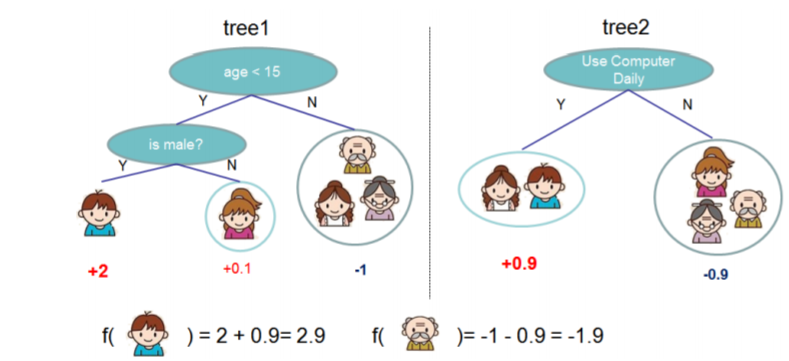 tree1
tree2
age < 15
Use Computer
Daily
Y
N
Y
N
is male?
Y
N
+2
+0.1
-1
+0.9
-0.9
f( ) = 2 + 0.9= 2.9
f( )= -1 - 0.9 = -1.9